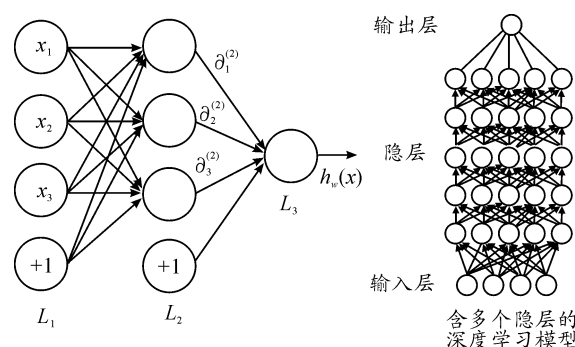 x₁
x₂
x₃
+1
L₁
∂₁⁽²⁾
∂₂⁽²⁾
∂₃⁽²⁾
+1
L₂
L₃
h_w(x)
输出层
隐层
输入层
含多个隐层的
深度学习模型